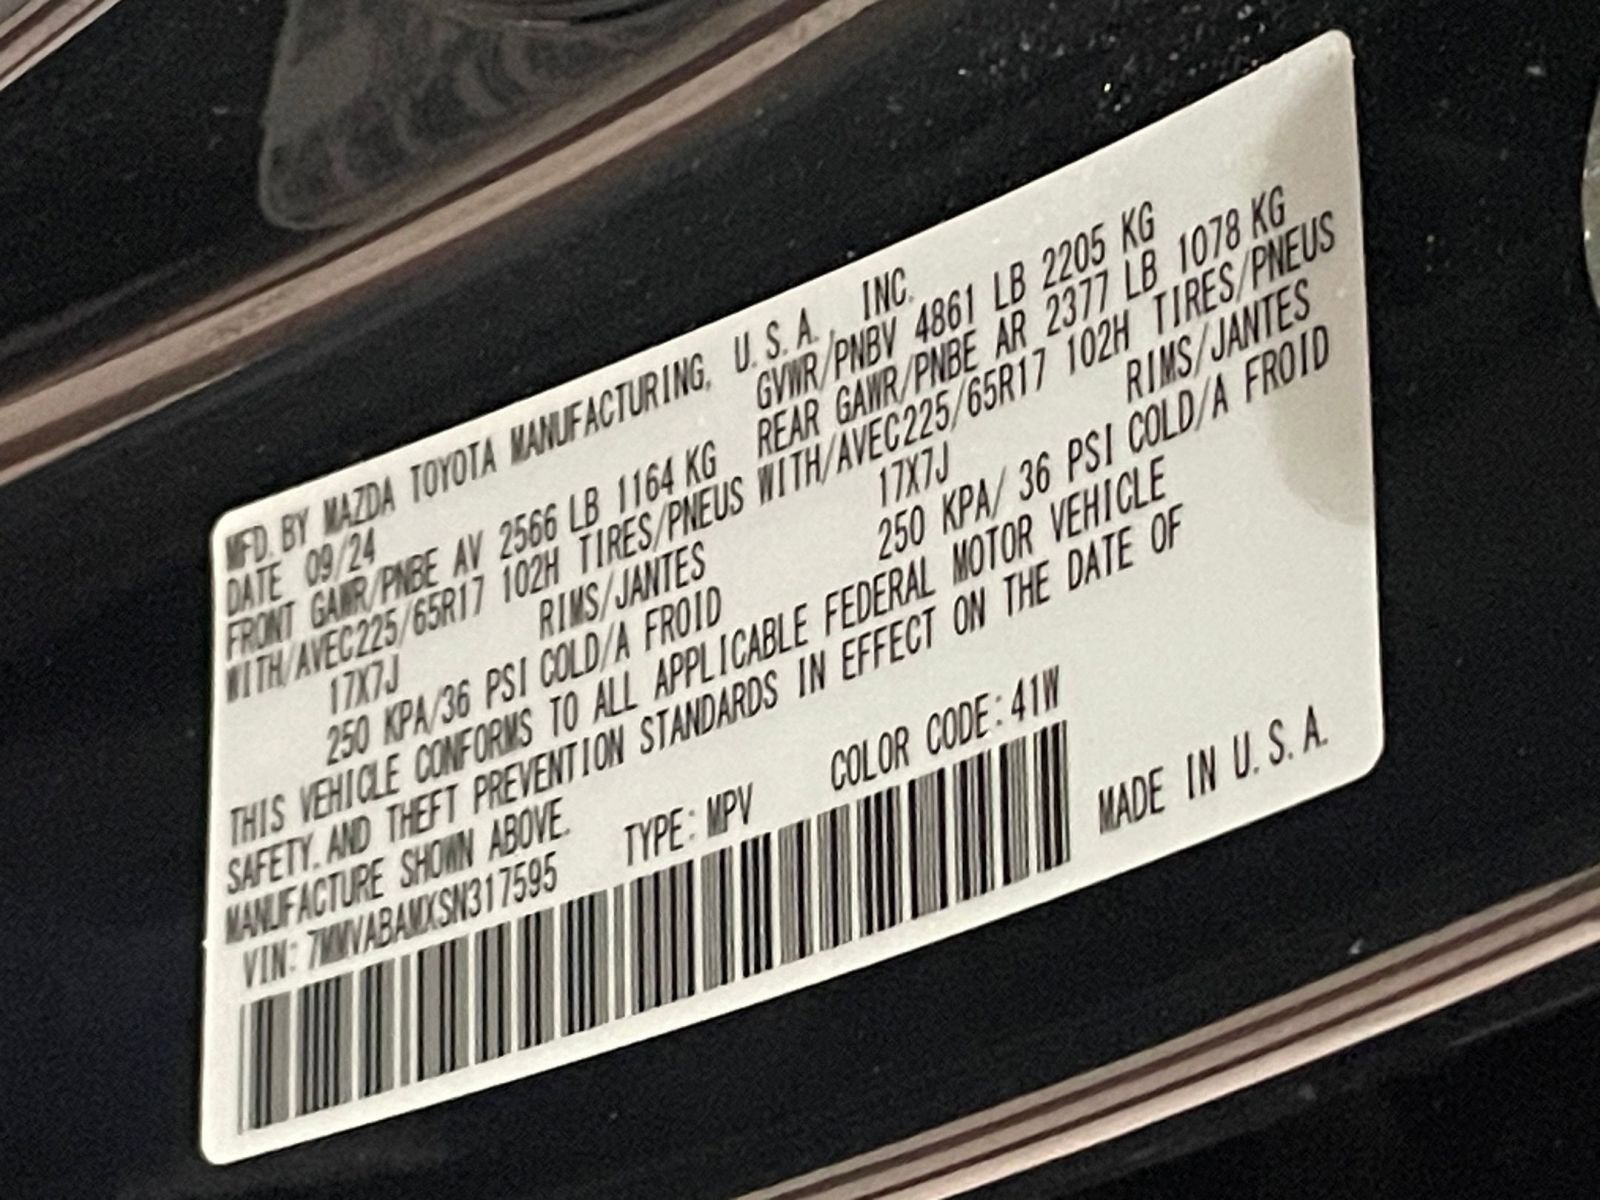 MFD. BY MAZDA TOYOTA MANUFACTURING, U.S.A. INC.
DATE 09/24 GVWR/PNBV 4861 LB 2205 KG
FRONT GAWR/PNBE AV 2566 LB 1164 KG REAR GAWR/PNBE AR 2377 LB 1078 KG
WITH/AVEC225/65R17 102H TIRES/PNEUS WITH/AVEC225/65R17 102H TIRES/PNEUS
17X7J RIMS/JANTES 17X7J RIMS/JANTES
250 KPA/36 PSI COLD/A FROID 250 KPA/ 36 PSI COLD/A FROID
THIS VEHICLE CONFORMS TO ALL APPLICABLE FEDERAL MOTOR VEHICLE
SAFETY, AND THEFT PREVENTION STANDARDS IN EFFECT ON THE DATE OF
MANUFACTURE SHOWN ABOVE.
VIN: 7MMVABAMXSN317595 TYPE: MPV COLOR CODE: 41W
MADE IN U.S.A.